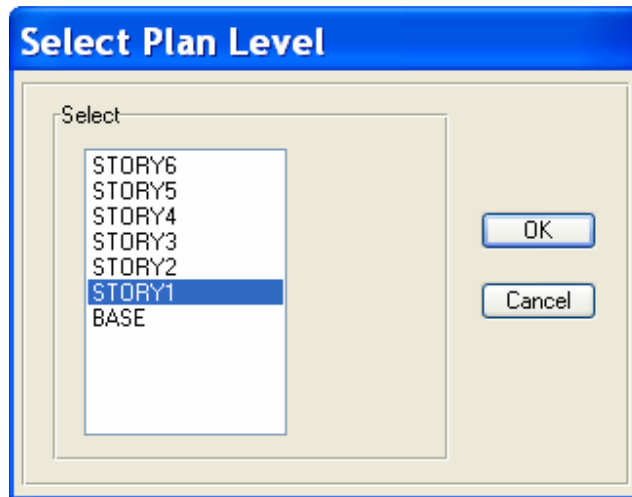 Select Plan Level
Select
STORY6
STORY5
STORY4
STORY3
STORY2
STORY1
BASE
OK
Cancel